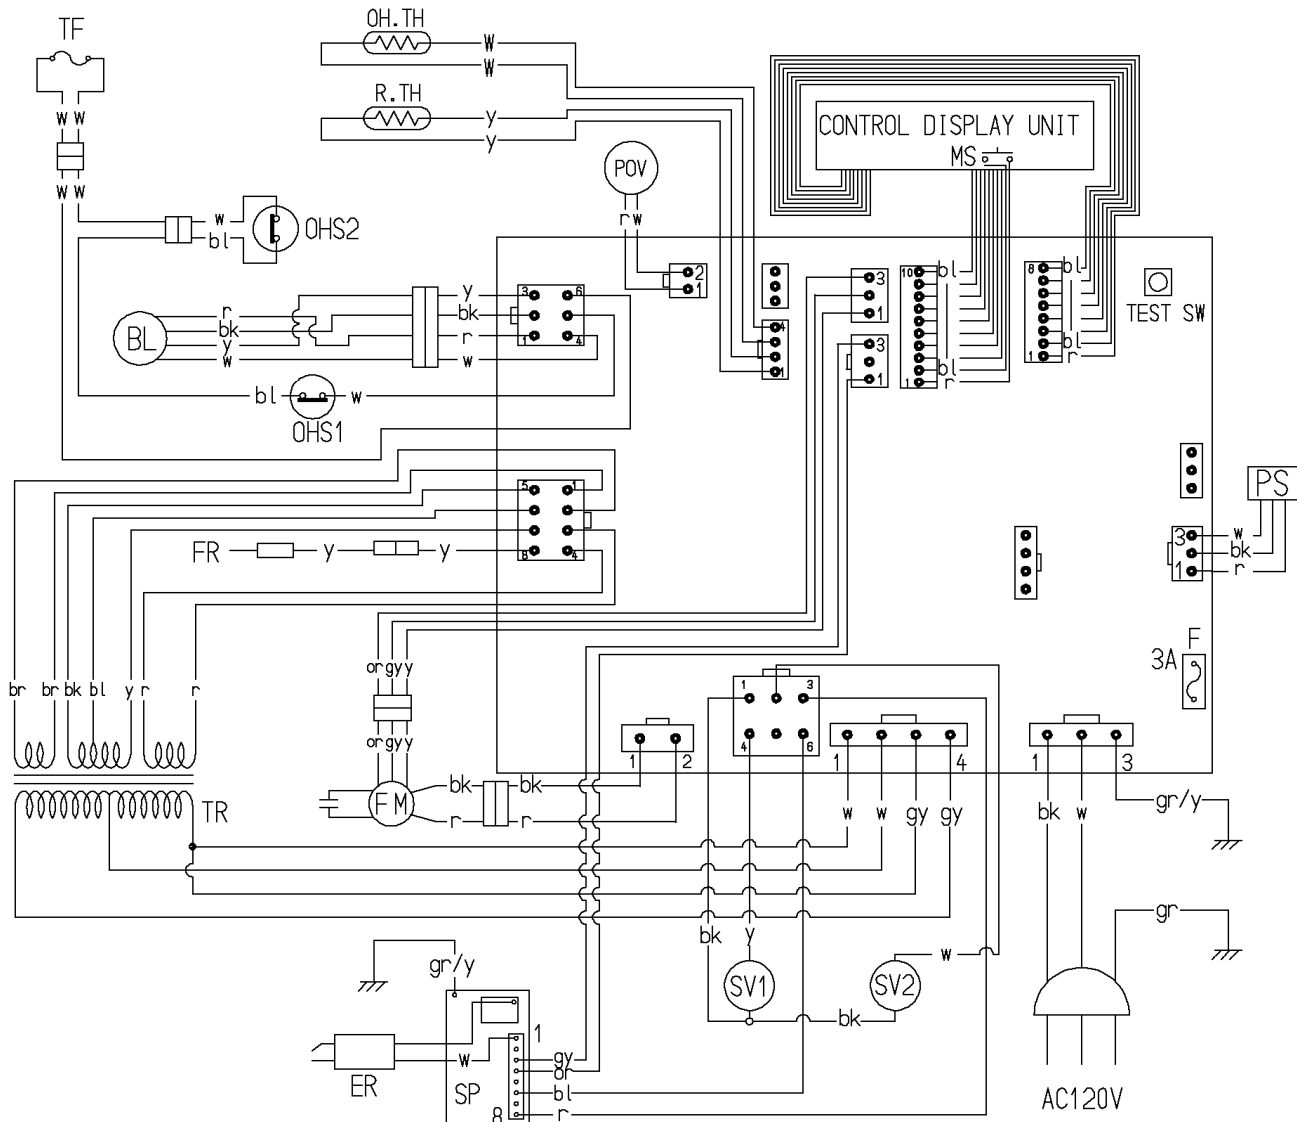 TF
OH.TH
W
W
R.TH
y
y
W W
W W
POV
r w
CONTROL DISPLAY UNIT
MS
w
bl
OHS2
2
1
3
1
10
bl
bl
1
r
8
bl
bl
1
r
TEST SW
BL
r
bk
y
w
y
bk
r
w
3
6
1
4
4
1
3
1
bl
w
OHS1
5
1
8
4
FR
y
y
PS
3
1
w
bk
r
F
3A
br
br
bk
bl
y
r
r
or gy y
or gy y
1
3
4
6
1
2
1
4
1
3
TR
FM
bk
bk
r
r
w
w
gy
gy
bk
w
gr/y
gr
bk
y
w
SV1
SV2
bk
gr/y
ER
w
SP
1
8
gy
or
bl
r
AC120V